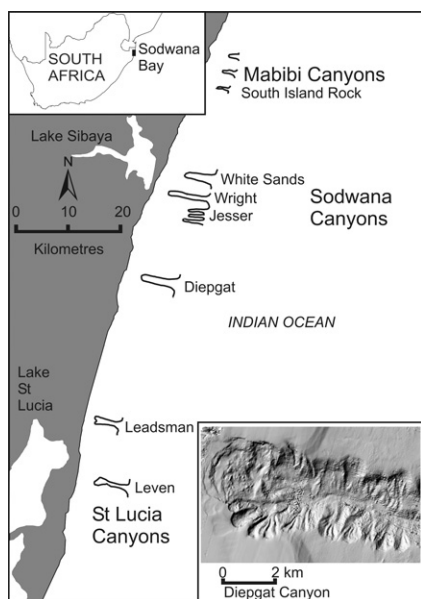 SOUTH
AFRICA
Sodwana
Bay
Mabibi Canyons
South Island Rock
Lake Sibaya
N
0 10 20
Kilometres
White Sands
Wright
Jesser
Sodwana
Canyons
Diepgat
INDIAN OCEAN
Lake
St
Lucia
Leadsman
Leven
St Lucia
Canyons
0 2 km
Diepgat Canyon